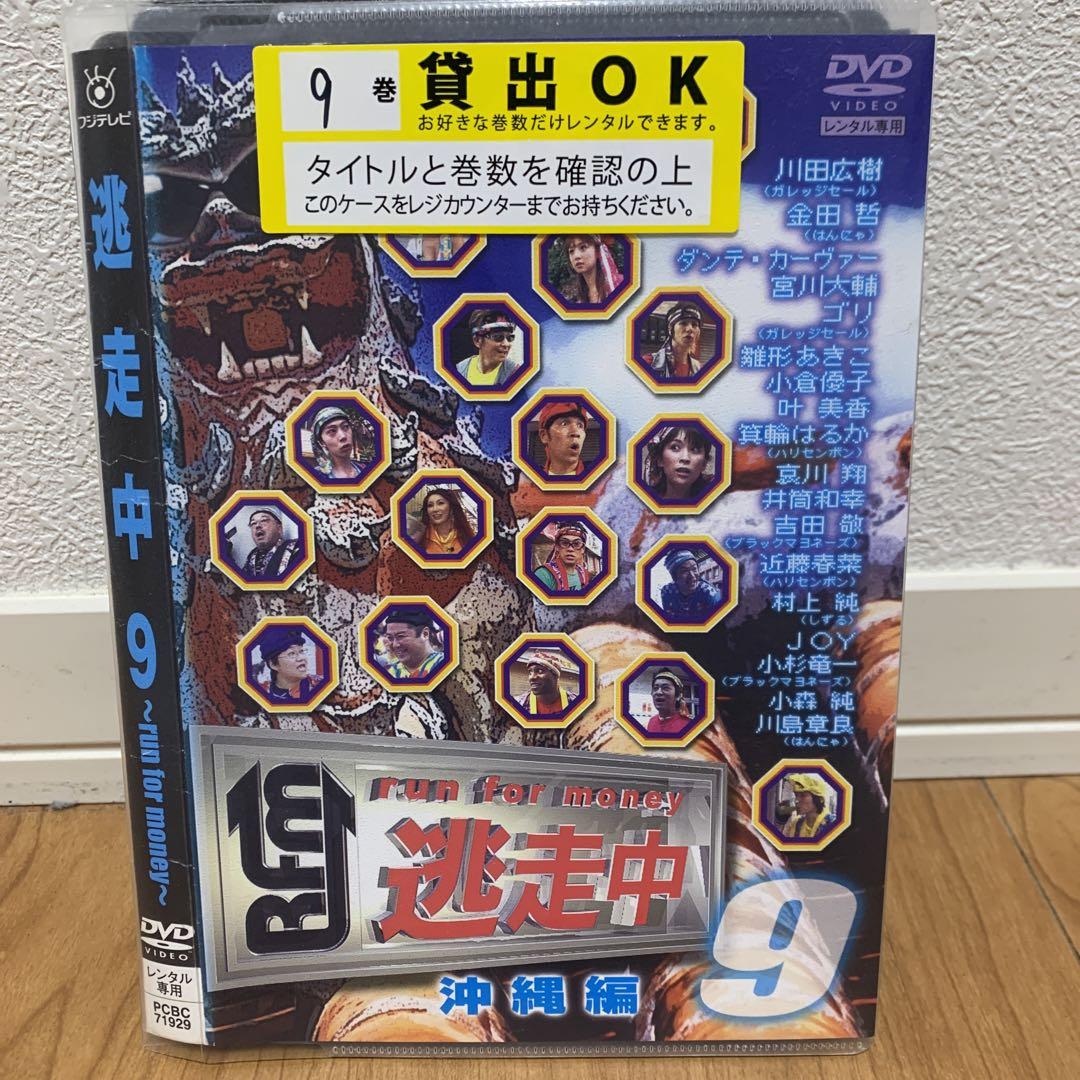 フジテレビ
逃走中 9 ~run for money~
DVD
VIDEO
レンタル
専用
PCBC
71929
9 巻 貸出OK
お好きな巻数だけレンタルできます。
タイトルと巻数を確認の上
このケースをレジカウンターまでお持ちください。
DVD
VIDEO
レンタル専用
川田広樹
(ガレッジセール)
金田 哲
(はんにゃ)
ダンテ・カーヴァー
宮川大輔
ゴリ
(ガレッジセール)
雛形あきこ
小倉優子
叶 美香
箕輪はるか
(ハリセンボン)
哀川 翔
井筒和幸
吉田 敬
(ブラックマヨネーズ)
近藤春菜
(ハリセンボン)
村上 純
(しずる)
JOY
小杉竜一
(ブラックマヨネーズ)
小森 純
川島章良
(はんにゃ)
Rfm
run for money
逃走中
9
沖縄編